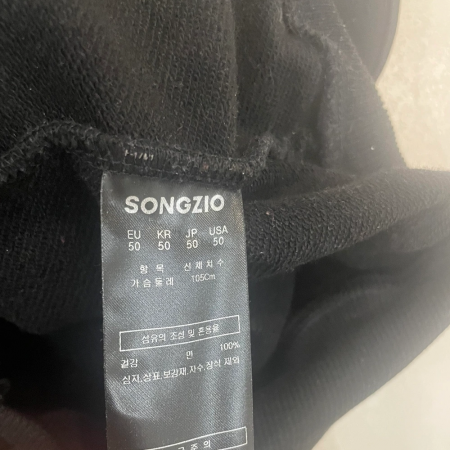 SONGZIO
EU KR JP USA
50 50 50 50
항 목 신체치수
가슴둘레 105Cm
섬유의 조성 및 혼용율
겉감 면 100%
심지,상표,보강재,자수,장식 제외
주 의